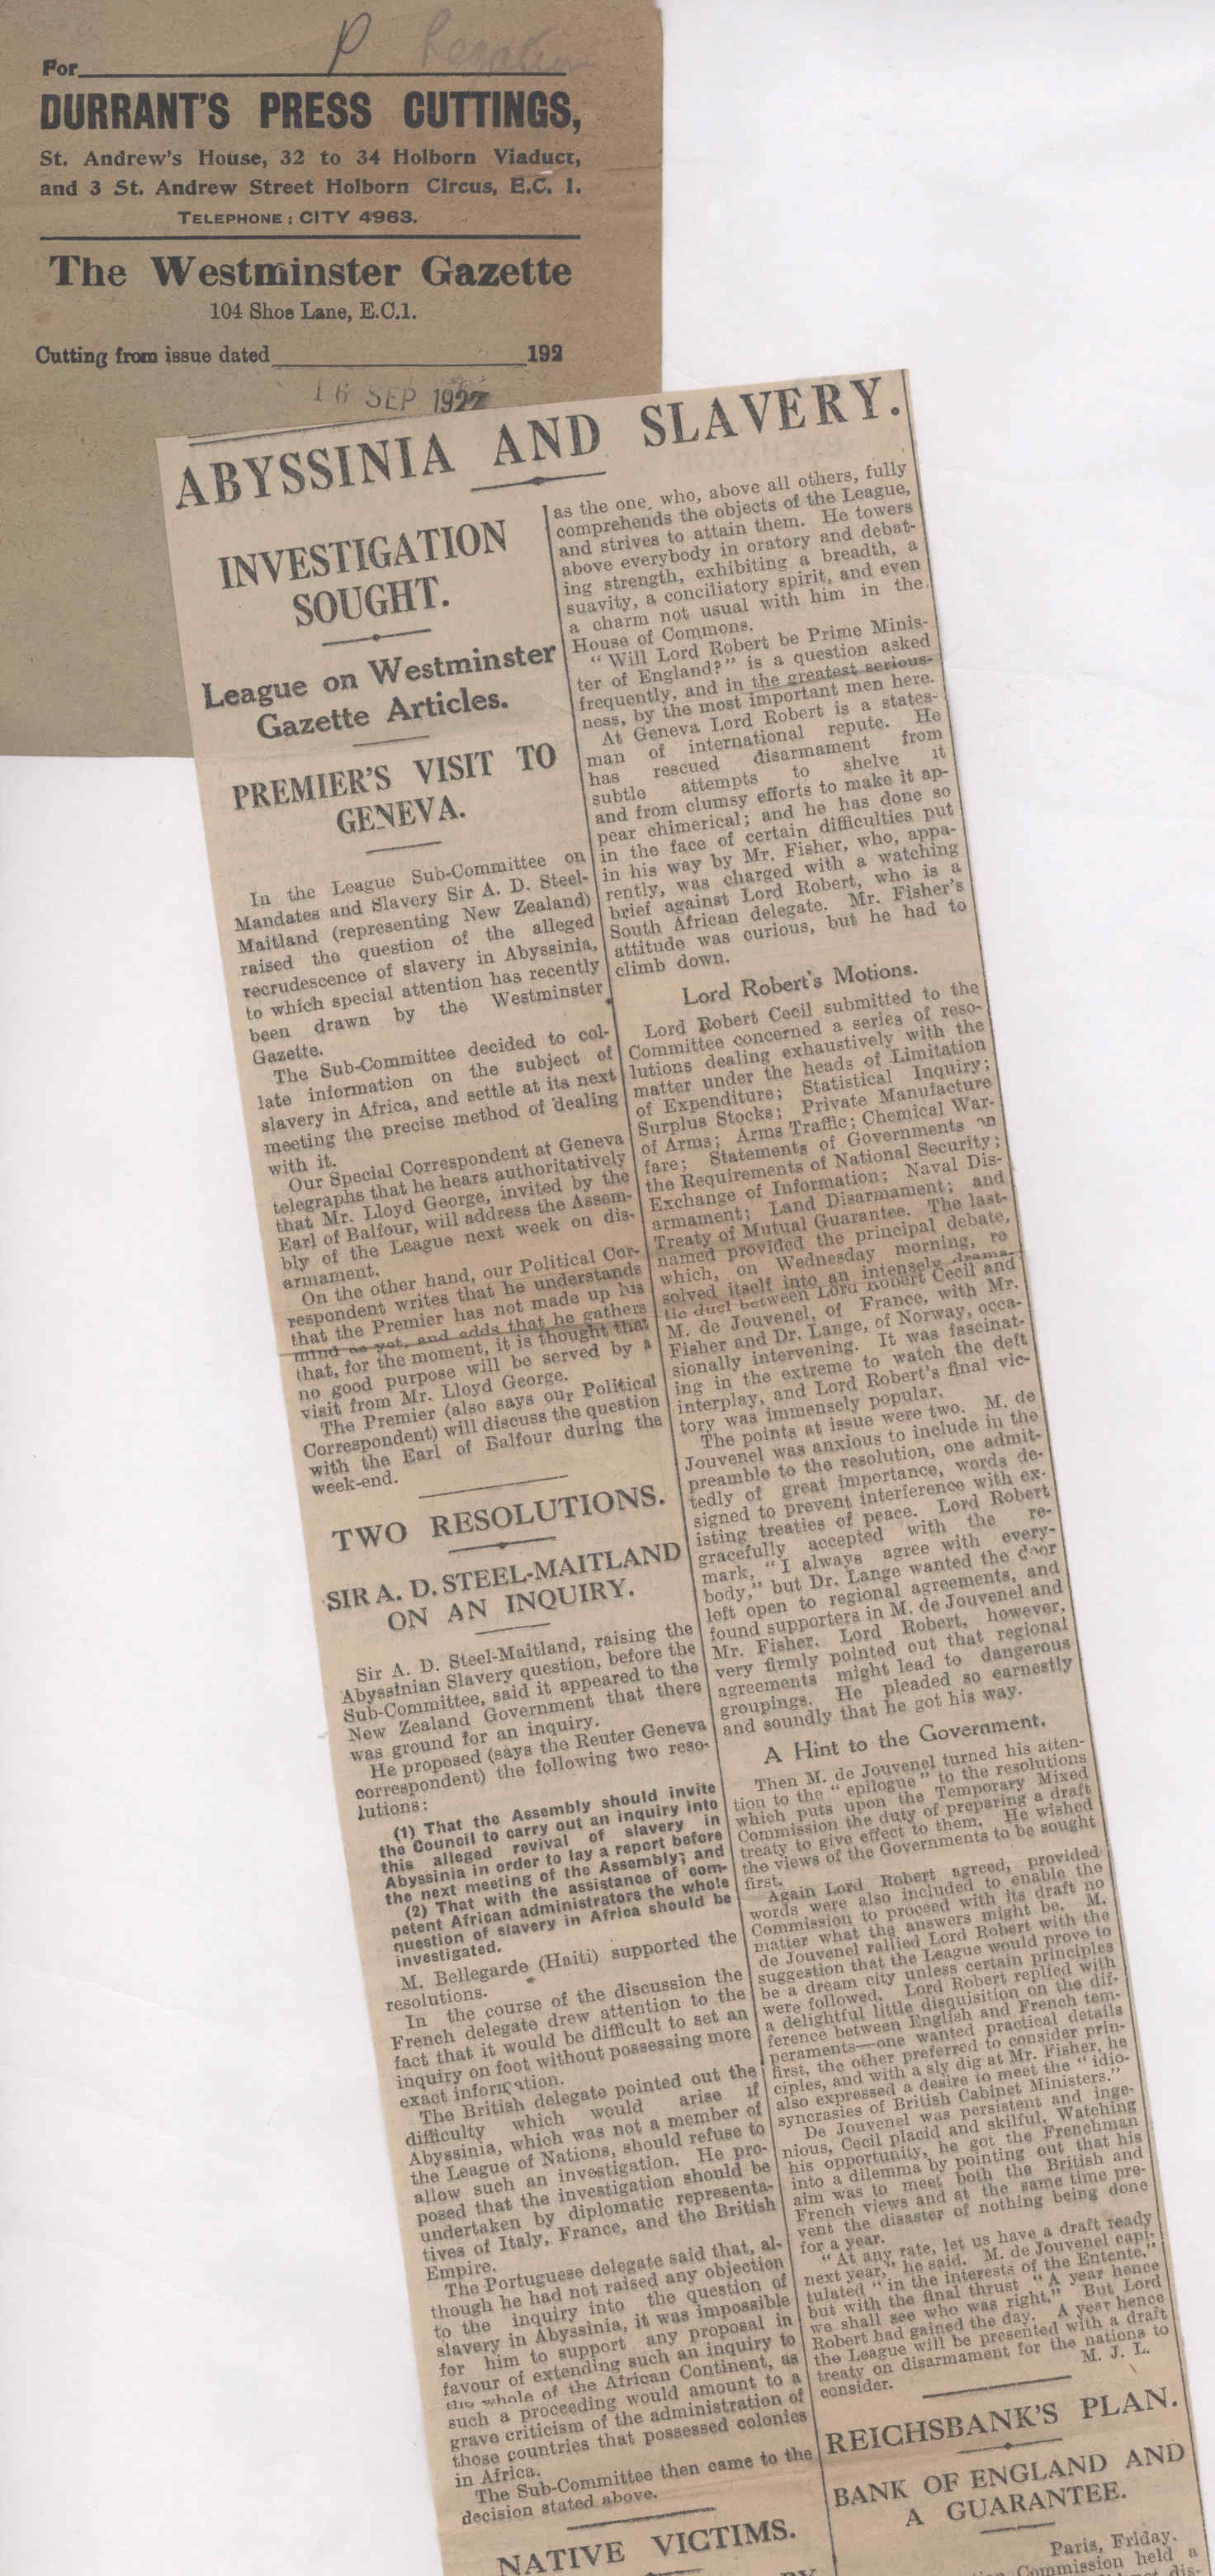 For P
DURRANT'S PRESS CUTTINGS,
St. Andrew's House, 32 to 34 Holborn Viaduct,
and 3 St. Andrew Street Holborn Circus, E.C. 1.
TELEPHONE: CITY 4963.
The Westminster Gazette
104 Shoe Lane, E.C.1.
Cutting from issue dated 192
16 SEP 1922
ABYSSINIA AND SLAVERY.
INVESTIGATION
SOUGHT.
League on Westminster
Gazette Articles.
PREMIER'S VISIT TO
GENEVA.
In the League Sub-Committee on
Mandates and Slavery Sir A. D. Steel-
Maitland (representing New Zealand)
raised the question of the alleged
recrudescence of slavery in Abyssinia,
to which special attention has recently
been drawn by the Westminster
Gazette.
The Sub-Committee decided to col-
late information on the subject of
slavery in Africa, and settle at its next
meeting the precise method of dealing
with it.
Our Special Correspondent at Geneva
telegraphs that he hears authoritatively
that Mr. Lloyd George, invited by the
Earl of Balfour, will address the Assem-
bly of the League next week on dis-
armament.
On the other hand, our Political Cor-
respondent writes that he understands
that the Premier has not made up his
mind as yet, and adds that he gathers
that, for the moment, it is thought that
no good purpose will be served by a
visit from Mr. Lloyd George.
The Premier (also says our Political
Correspondent) will discuss the question
with the Earl of Balfour during the
week-end.
TWO RESOLUTIONS.
SIR A. D. STEEL-MAITLAND
ON AN INQUIRY.
Sir A. D. Steel-Maitland, raising the
Abyssinian Slavery question, before the
Sub-Committee, said it appeared to the
New Zealand Government that there
was ground for an inquiry.
He proposed (says the Reuter Geneva
correspondent) the following two reso-
lutions:
(1) That the Assembly should invite
the Council to carry out an inquiry into
this alleged revival of slavery in
Abyssinia in order to lay a report before
the next meeting of the Assembly; and
(2) That with the assistance of com-
petent African administrators the whole
question of slavery in Africa should be
investigated.
M. Bellegarde (Haiti) supported the
resolutions.
In the course of the discussion the
French delegate drew attention to the
fact that it would be difficult to set an
inquiry on foot without possessing more
exact information.
The British delegate pointed out the
difficulty which would arise if
Abyssinia, which was not a member of
the League of Nations, should refuse to
allow such an investigation. He pro-
posed that the investigation should be
undertaken by diplomatic representa-
tives of Italy, France, and the British
Empire.
The Portuguese delegate said that, al-
though he had not raised any objection
to the inquiry into the question of
slavery in Abyssinia, it was impossible
for him to support any proposal in
favour of extending such an inquiry to
the whole of the African Continent, as
such a proceeding would amount to a
grave criticism of the administration of
those countries that possessed colonies
in Africa.
The Sub-Committee then came to the
decision stated above.
NATIVE VICTIMS.
as the one who, above all others, fully
comprehends the objects of the League,
and strives to attain them. He towers
above everybody in oratory and debat-
ing strength, exhibiting a breadth, a
suavity, a conciliatory spirit, and even
a charm not usual with him in the
House of Commons.
"Will Lord Robert be Prime Minis-
ter of England?" is a question asked
frequently, and in the greatest serious-
ness, by the most important men here.
At Geneva Lord Robert is a states-
man of international repute. He
has rescued disarmament from
subtle attempts to shelve it
and from clumsy efforts to make it ap-
pear chimerical; and he has done so
in the face of certain difficulties put
in his way by Mr. Fisher, who, appa-
rently, was charged with a watching
brief against Lord Robert, who is a
South African delegate. Mr. Fisher's
attitude was curious, but he had to
climb down.
Lord Robert's Motions.
Lord Robert Cecil submitted to the
Committee concerned a series of reso-
lutions dealing exhaustively with the
matter under the heads of Limitation
of Expenditure; Statistical Inquiry;
Surplus Stocks; Private Manufacture
of Arms; Arms Traffic; Chemical War-
fare; Statements of Governments on
the Requirements of National Security;
Exchange of Information; Naval Dis-
armament; Land Disarmament; and
Treaty of Mutual Guarantee. The last-
named provided the principal debate,
which, on Wednesday morning, re
solved itself into an intensely drama-
tic duel between Lord Robert Cecil and
M. de Jouvenel, of France, with Mr.
Fisher and Dr. Lange, of Norway, occa-
sionally intervening. It was fascinat-
ing in the extreme to watch the deft
interplay, and Lord Robert's final vic-
tory was immensely popular.
The points at issue were two. M. de
Jouvenel was anxious to include in the
preamble to the resolution, one admit-
tedly of great importance, words de-
signed to prevent interference with ex-
isting treaties of peace. Lord Robert
gracefully accepted with the re-
mark, "I always agree with every-
body," but Dr. Lange wanted the door
left open to regional agreements, and
found supporters in M. de Jouvenel and
Mr. Fisher. Lord Robert, however,
very firmly pointed out that regional
agreements might lead to dangerous
groupings. He pleaded so earnestly
and soundly that he got his way.
A Hint to the Government.
Then M. de Jouvenel turned his atten-
tion to the "epilogue" to the resolutions
which puts upon the Temporary Mixed
Commission the duty of preparing a draft
treaty to give effect to them. He wished
the views of the Governments to be sought
first.
Again Lord Robert agreed, provided
words were also included to enable the
Commission to proceed with its draft no
matter what the answers might be. M.
de Jouvenel rallied Lord Robert with the
suggestion that the League would prove to
be a dream city unless certain principles
were followed. Lord Robert replied with
a delightful little disquisition on the dif-
ference between English and French tem-
peraments—one wanted practical details
first, the other preferred to consider prin-
ciples, and with a sly dig at Mr. Fisher, he
also expressed a desire to meet the "idio-
syncrasies of British Cabinet Ministers."
De Jouvenel was persistent and inge-
nious, Cecil placid and skilful. Watching
his opportunity, he got the Frenchman
into a dilemma by pointing out that his
aim was to meet both the British and
French views and at the same time pre-
vent the disaster of nothing being done
for a year.
"At any rate, let us have a draft ready
next year," he said. M. de Jouvenel capi-
tulated "in the interests of the Entente,"
but with the final thrust "A year hence
we shall see who was right." But Lord
Robert had gained the day. A year hence
the League will be presented with a draft
treaty on disarmament for the nations to
consider.
M. J. L.
REICHSBANK'S PLAN.
BANK OF ENGLAND AND
A GUARANTEE.
Paris, Friday.
Commission held a